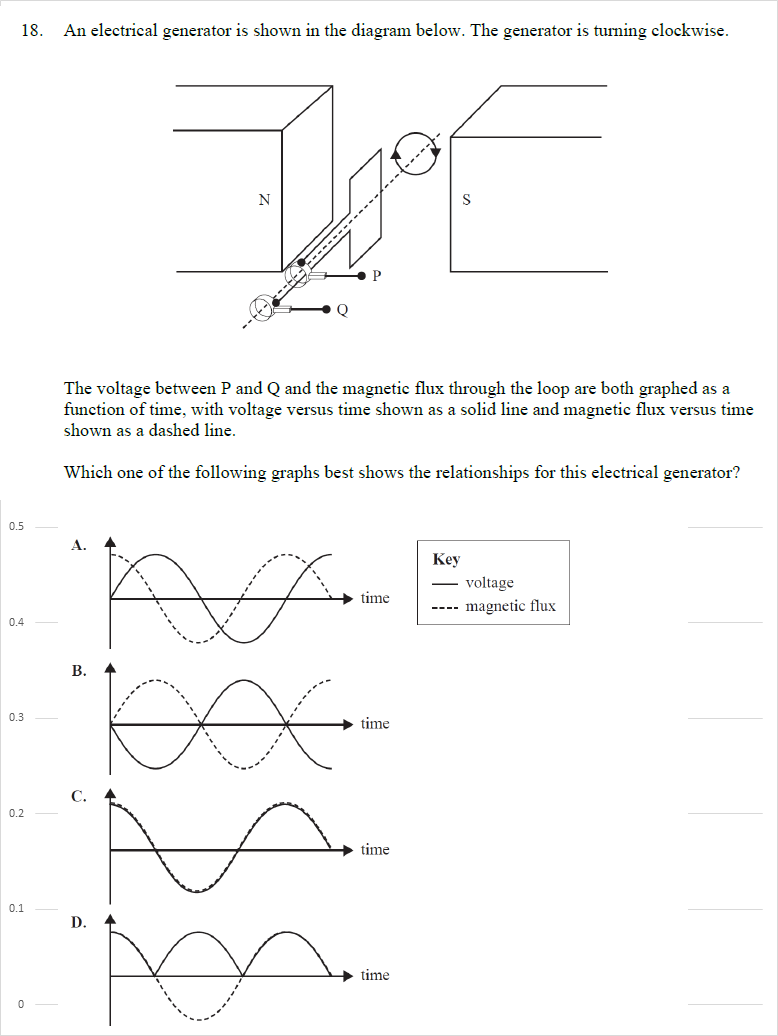 18. An electrical generator is shown in the diagram below. The generator is turning clockwise.
N
S
P
Q
The voltage between P and Q and the magnetic flux through the loop are both graphed as a
function of time, with voltage versus time shown as a solid line and magnetic flux versus time
shown as a dashed line.
Which one of the following graphs best shows the relationships for this electrical generator?
0.5
A.
time
Key
voltage
magnetic flux
0.4
B.
time
0.3
C.
time
0.2
0.1
D.
time
0